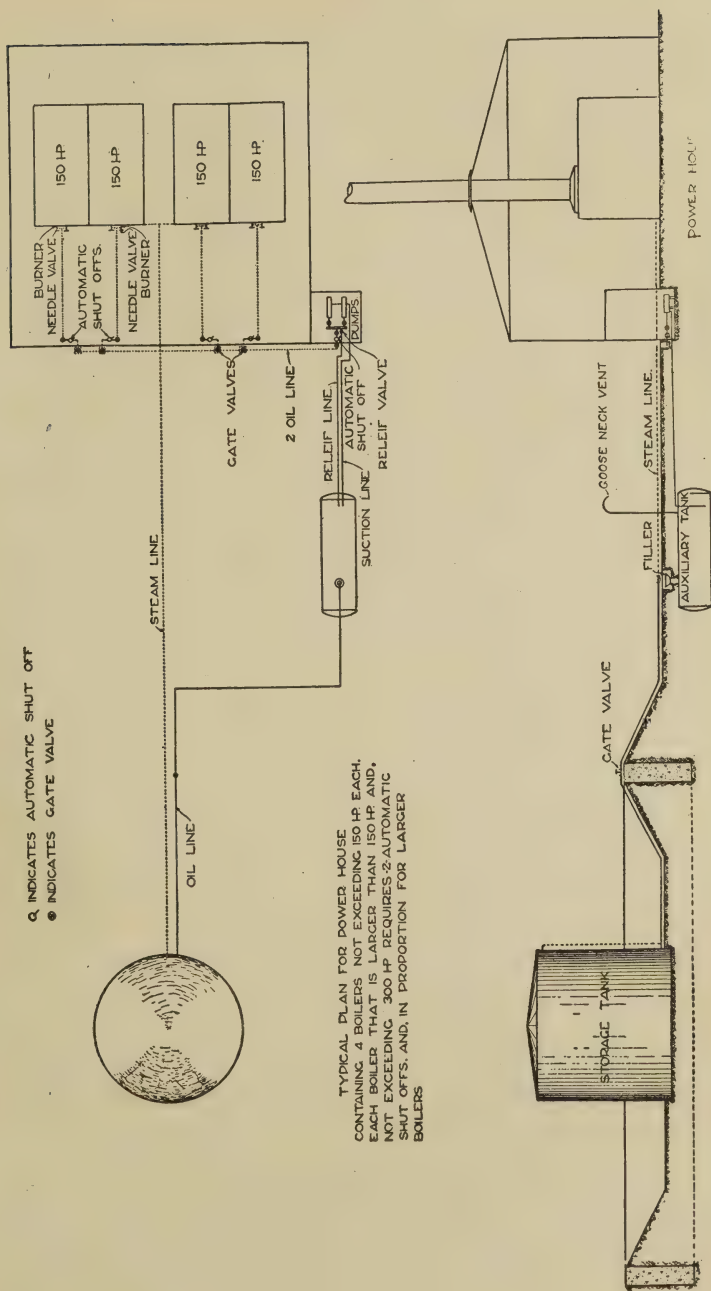 Q INDICATES AUTOMATIC SHUT OFF
● INDICATES GATE VALVE
BURNER
NEEDLE VALVE
AUTOMATIC
SHUT OFFS.
NEEDLE VALVE
BURNER
150 HP
150 HP
150 HP
150 HP
STEAM LINE
GATE VALVES
2 OIL LINE
OIL LINE
RELEIF LINE
AUTOMATIC
SHUT OFF
RELEIF VALVE
PUMPS
SUCTION LINE
TYPICAL PLAN FOR POWER HOUSE
CONTAINING 4 BOILERS NOT EXCEEDING 150 HP. EACH.
EACH BOILER THAT IS LARGER THAN 150 HP. AND,
NOT EXCEEDING 300 HP REQUIRES-2-AUTOMATIC
SHUT OFFS. AND, IN PROPORTION FOR LARGER
BOILERS
STORAGE TANK
GATE VALVE
FILLER
GOOSE NECK VENT
STEAM LINE
AUXILIARY TANK
POWER HOU